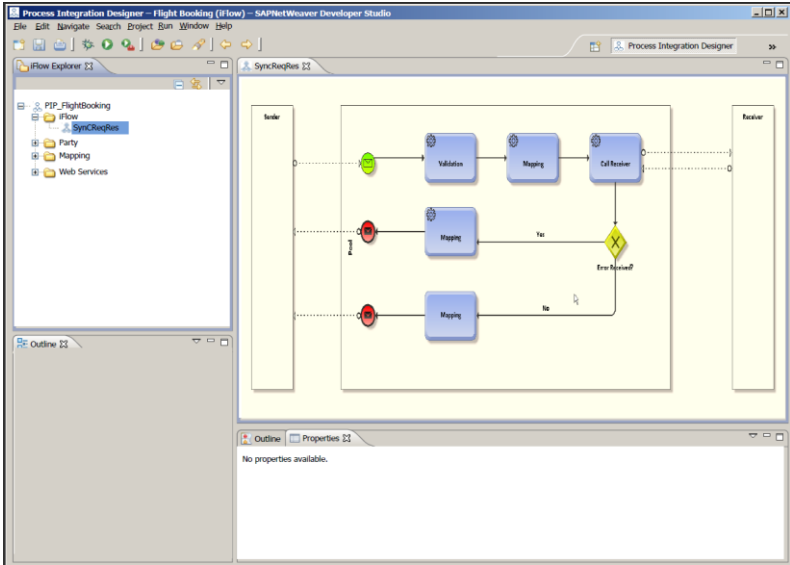 Process Integration Designer – Flight Booking (iFlow) – SAPNetWeaver Developer Studio
File Edit Navigate Search Project Run Window Help
Process Integration Designer
»
iFlow Explorer
PIP_FlightBooking
iFlow
SynCReqRes
Party
Mapping
Web Services
SyncReqRes
Sender
Receiver
Validation
Mapping
Call Receiver
Pool
Mapping
Yes
Error Received?
Mapping
No
Outline
Outline
Properties
No properties available.